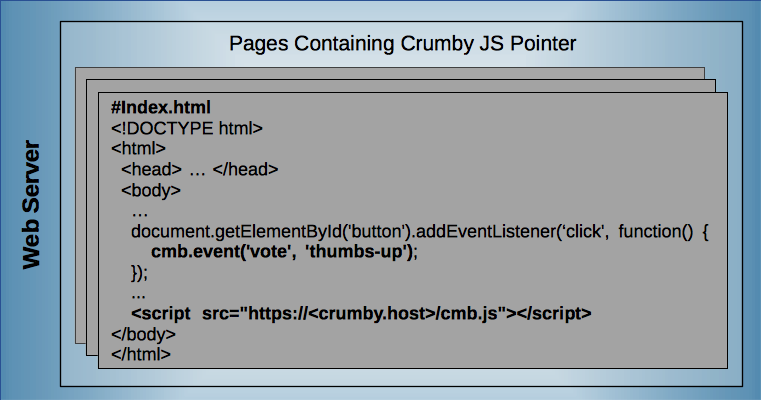 Pages Containing Crumby JS Pointer
Web Server
#Index.html
<!DOCTYPE html>
<html>
<head> … </head>
<body>
…
document.getElementById('button').addEventListener(‘click', function() {
cmb.event('vote', 'thumbs-up');
});
...
<script src="https://<crumby.host>/cmb.js"></script>
</body>
</html>